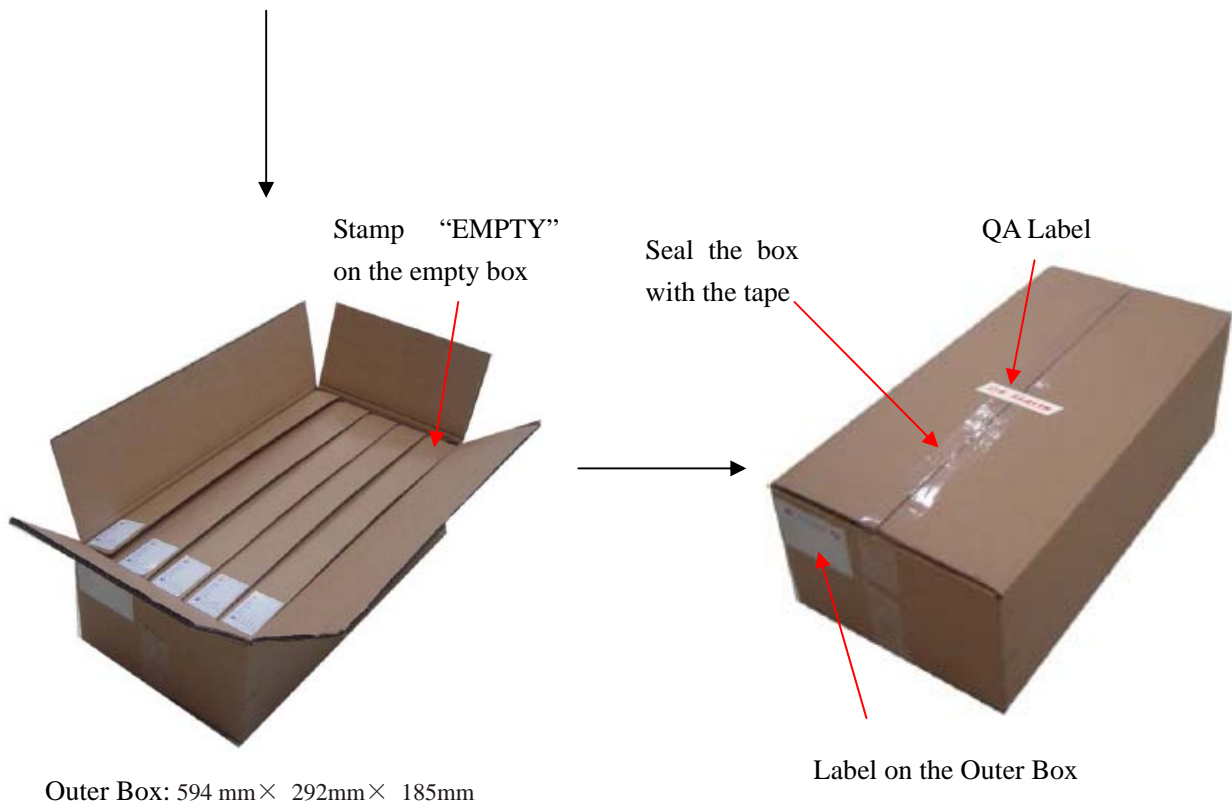 Stamp “EMPTY”
on the empty box
Seal the box
with the tape
QA Label
Label on the Outer Box
Outer Box: 594 mm× 292mm× 185mm